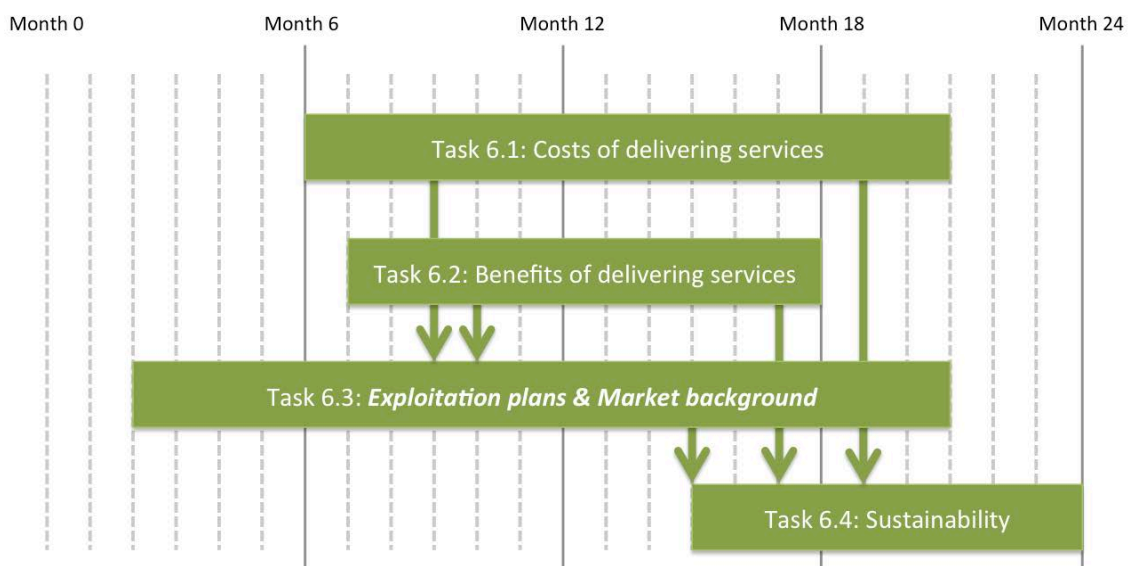 Month 0
Month 6
Month 12
Month 18
Month 24
Task 6.1: Costs of delivering services
Task 6.2: Benefits of delivering services
Task 6.3: Exploitation plans & Market background
Task 6.4: Sustainability